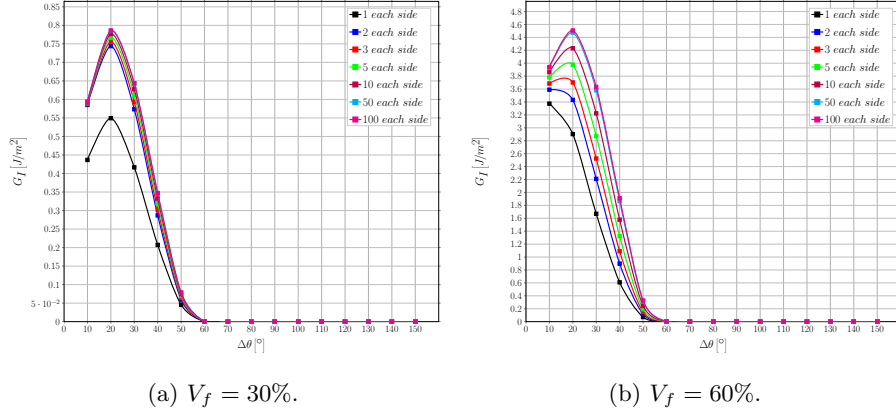 0.85
0.8
0.75
0.7
0.65
0.6
0.55
0.5
0.45
0.4
0.35
0.3
0.25
0.2
0.15
0.1
5 · 10⁻²
0
G_I [J/m²]
0 10 20 30 40 50 60 70 80 90 100 110 120 130 140 150
Δθ [°]
1 each side
2 each side
3 each side
5 each side
10 each side
50 each side
100 each side
(a) V_f = 30%.
4.8
4.6
4.4
4.2
4
3.8
3.6
3.4
3.2
3
2.8
2.6
2.4
2.2
2
1.8
1.6
1.4
1.2
1
0.8
0.6
0.4
0.2
0
G_I [J/m²]
0 10 20 30 40 50 60 70 80 90 100 110 120 130 140 150
Δθ [°]
1 each side
2 each side
3 each side
5 each side
10 each side
50 each side
100 each side
(b) V_f = 60%.